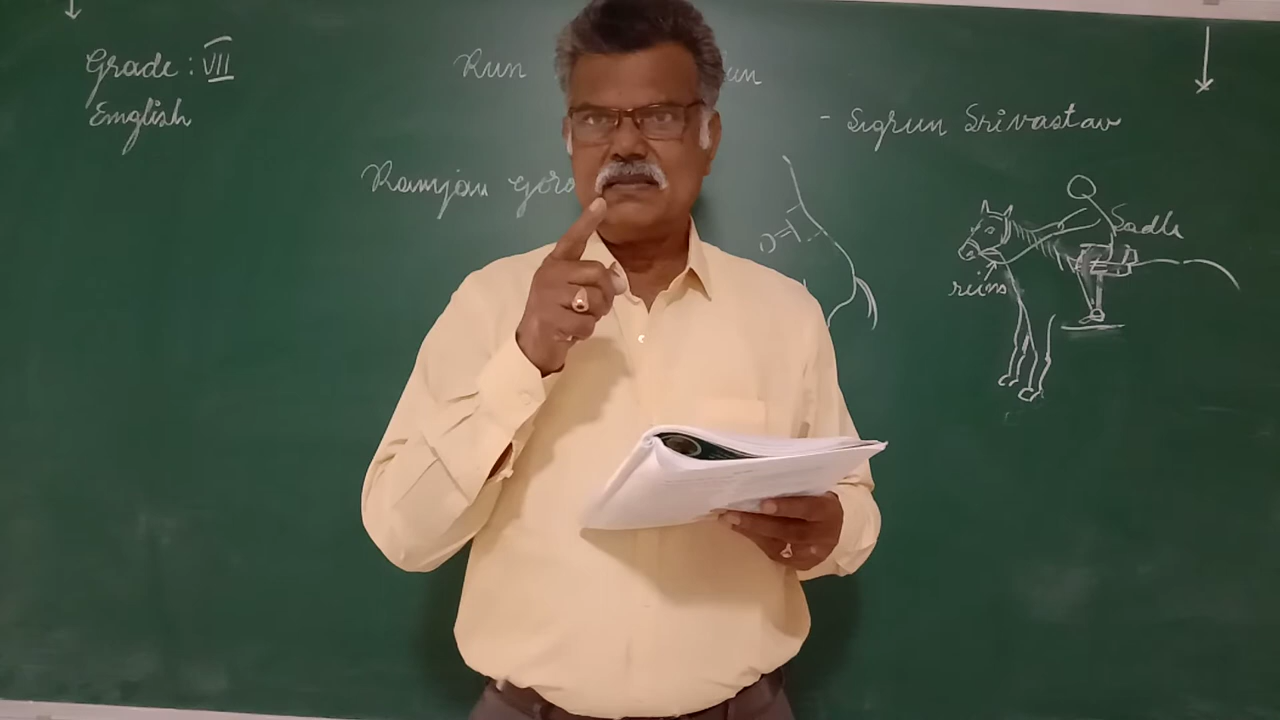 Grade : VII
English
Run
- Sigrun Srivastav
Ramjan
Sadle
reins